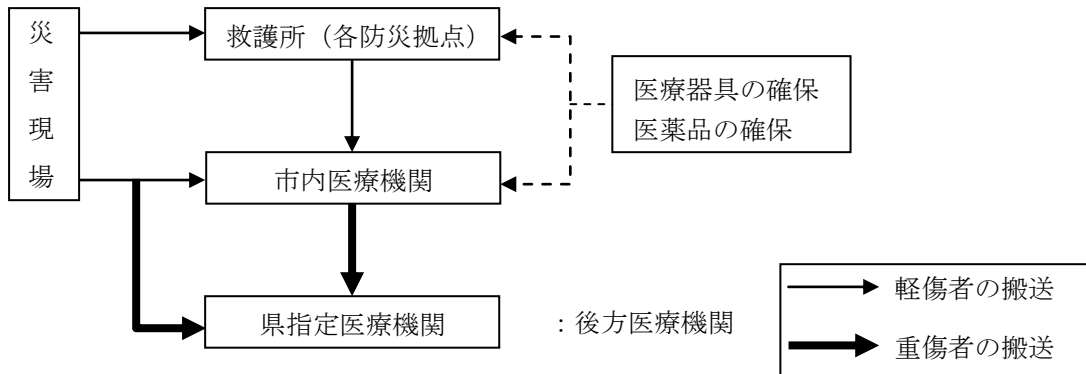 災害現場
救護所（各防災拠点）
医療器具の確保
医薬品の確保
市内医療機関
県指定医療機関
：後方医療機関
軽傷者の搬送
重傷者の搬送